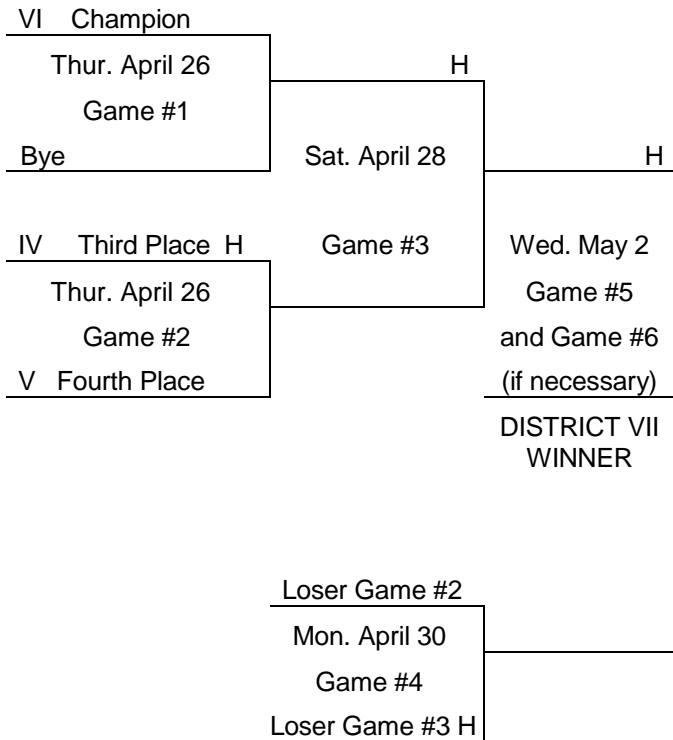 VI Champion
Thur. April 26
H
Game #1
Bye
Sat. April 28
H
IV Third Place H
Game #3
Wed. May 2
Thur. April 26
Game #5
Game #2
and Game #6
V Fourth Place
(if necessary)
DISTRICT VII
WINNER
Loser Game #2
Mon. April 30
Game #4
Loser Game #3 H